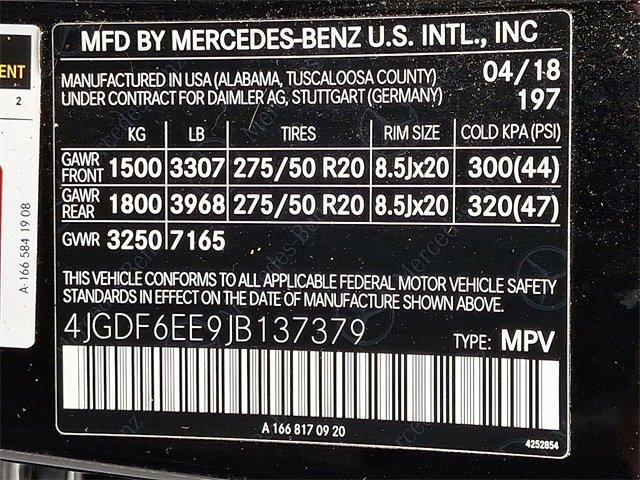 MFD BY MERCEDES-BENZ U.S. INTL., INC
MANUFACTURED IN USA (ALABAMA, TUSCALOOSA COUNTY) 04/18
UNDER CONTRACT FOR DAIMLER AG, STUTTGART (GERMANY) 197
KG LB TIRES RIM SIZE COLD KPA (PSI)
GAWR FRONT 1500 3307 275/50 R20 8.5Jx20 300(44)
GAWR REAR 1800 3968 275/50 R20 8.5Jx20 320(47)
GVWR 3250 7165
THIS VEHICLE CONFORMS TO ALL APPLICABLE FEDERAL MOTOR VEHICLE SAFETY
STANDARDS IN EFFECT ON THE DATE OF MANUFACTURE SHOWN ABOVE.
4JGDF6EE9JB137379 TYPE: MPV
A 166 817 09 20
4252854
ENT
2
A-166 584 19 08
Mercedes-Benz